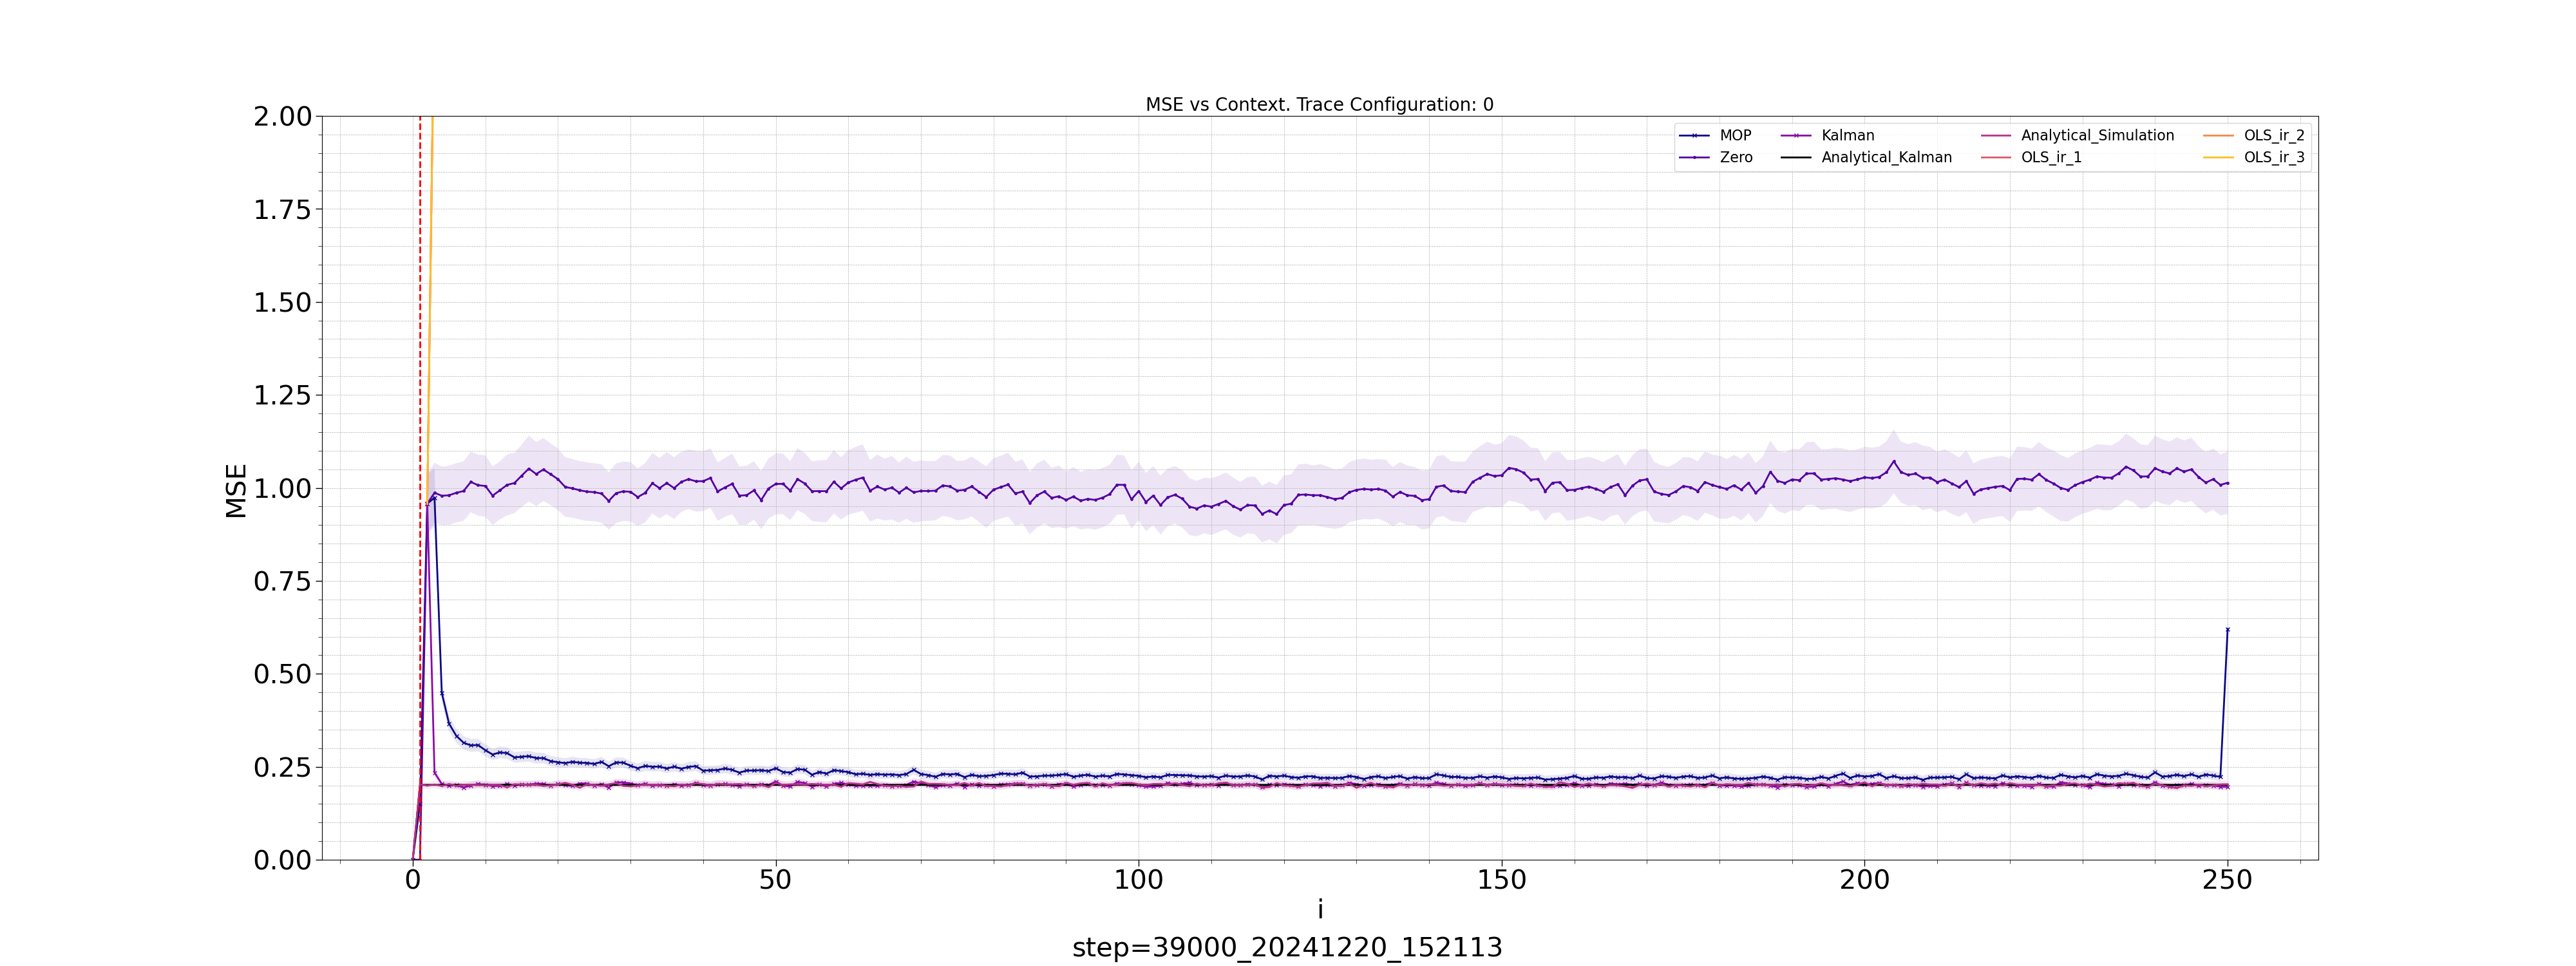 MSE vs Context. Trace Configuration: 0
MOP
Zero
Kalman
Analytical_Kalman
Analytical_Simulation
OLS_ir_1
OLS_ir_2
OLS_ir_3
MSE
2.00
1.75
1.50
1.25
1.00
0.75
0.50
0.25
0.00
0
50
100
150
200
250
i
step=39000_20241220_152113